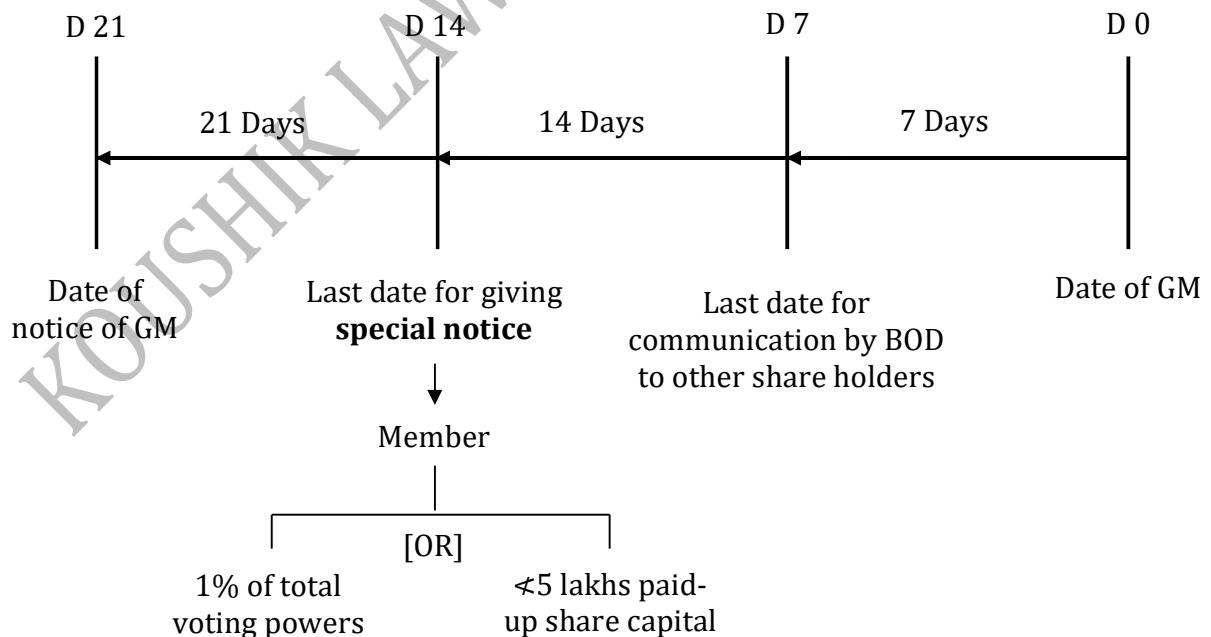 D 21
D 14
D 7
D 0
21 Days
14 Days
7 Days
Date of
notice of GM
Last date for giving
special notice
Last date for
communication by BOD
to other share holders
Date of GM
Member
[OR]
1% of total
voting powers
≮5 lakhs paid-
up share capital
KOUSHIK LAW